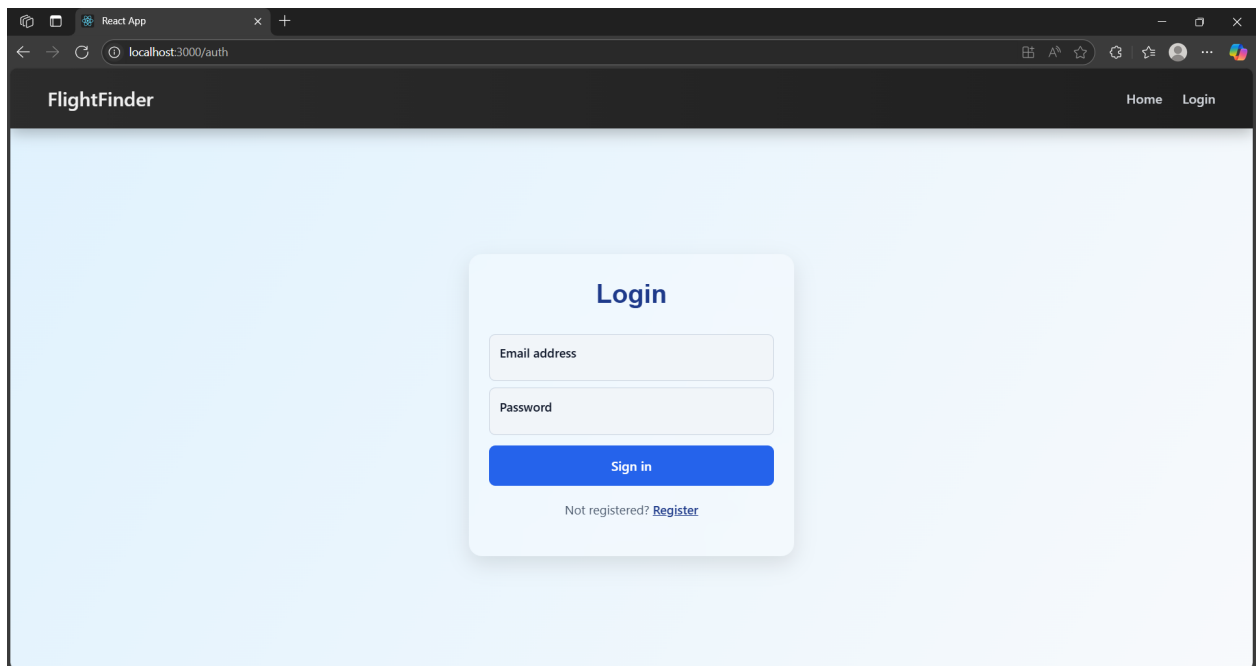 React App
localhost:3000/auth
FlightFinder
Home Login
Login
Email address
Password
Sign in
Not registered? Register